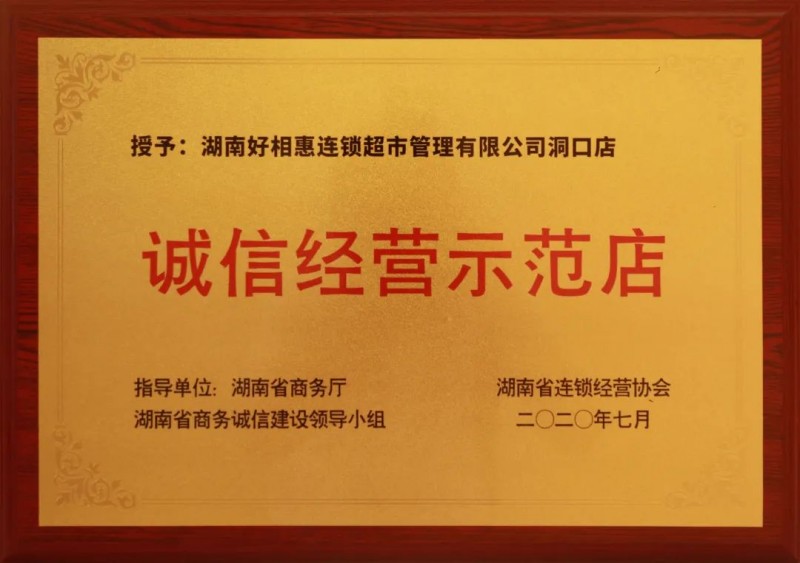 授予：湖南好相惠连锁超市管理有限公司洞口店
诚信经营示范店
指导单位：湖南省商务厅
湖南省商务诚信建设领导小组
湖南省连锁经营协会
二〇二〇年七月